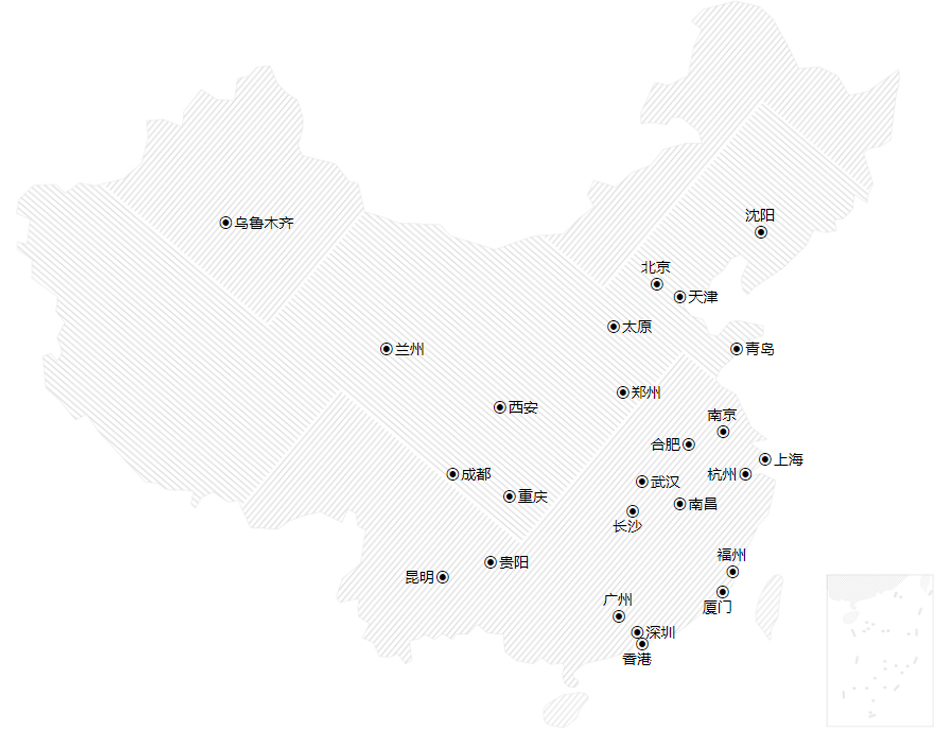 沈阳
乌鲁木齐
北京
天津
太原
兰州
青岛
郑州
西安
南京
合肥
上海
成都
杭州
武汉
重庆
南昌
长沙
福州
贵阳
昆明
广州
厦门
深圳
香港